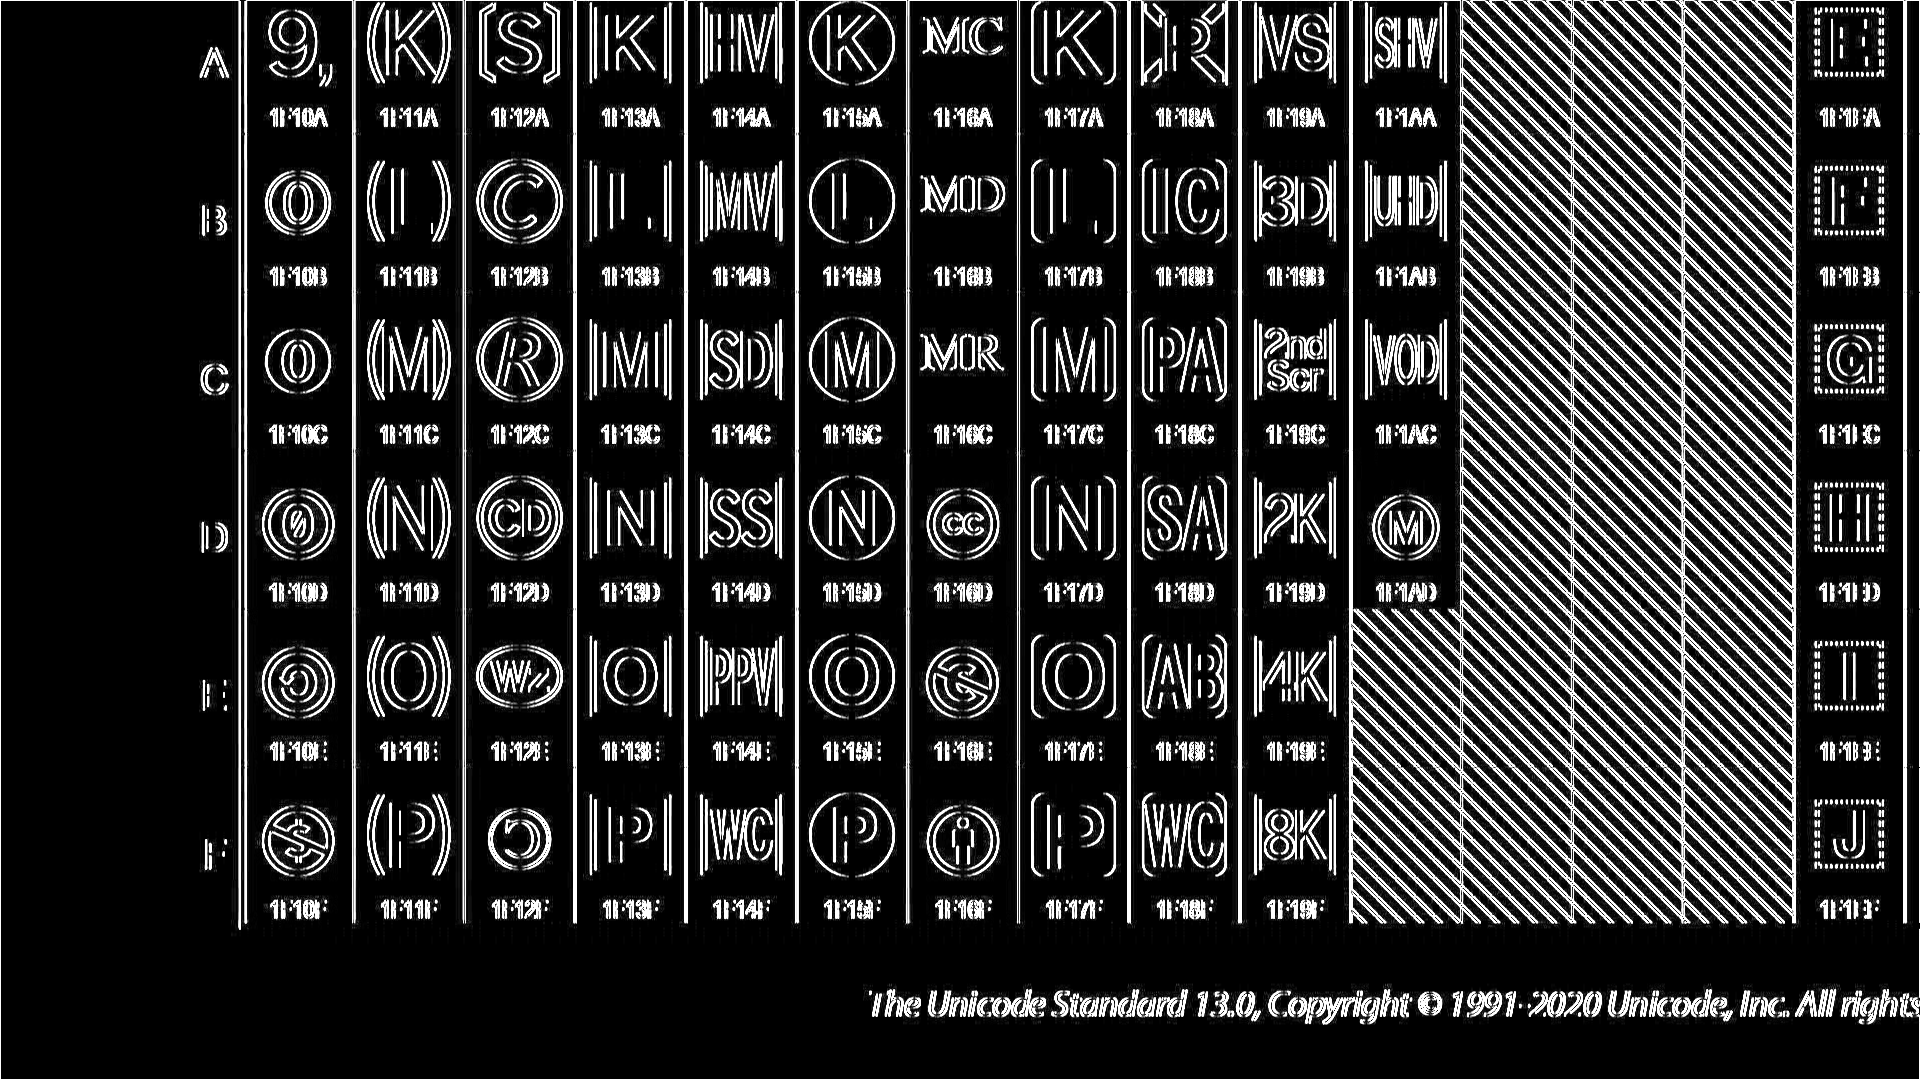 A 9, (K) [S] K HV K MC K R VS SHV E
1F10A 1F11A 1F12A 1F13A 1F14A 1F15A 1F16A 1F17A 1F18A 1F19A 1F1AA 1F1EA
B 0 (L) C L MV L MD L IC 3D UHD F
1F10B 1F11B 1F12B 1F13B 1F14B 1F15B 1F16B 1F17B 1F18B 1F19B 1F1AB 1F1EB
C 0 (M) R M SD M MR M PA 2nd Scr VOD G
1F10C 1F11C 1F12C 1F13C 1F14C 1F15C 1F16C 1F17C 1F18C 1F19C 1F1AC 1F1EC
D 0 (N) CD N SS N cc N SA 2K M H
1F10D 1F11D 1F12D 1F13D 1F14D 1F15D 1F16D 1F17D 1F18D 1F19D 1F1AD 1F1ED
E (O) Wz O PPV O C O AB 4K I
1F10E 1F11E 1F12E 1F13E 1F14E 1F15E 1F16E 1F17E 1F18E 1F19E 1F1EE
F $ (P) P WC P P WC 8K J
1F10F 1F11F 1F12F 1F13F 1F14F 1F15F 1F16F 1F17F 1F18F 1F19F 1F1EF
The Unicode Standard 13.0, Copyright © 1991-2020 Unicode, Inc. All rights